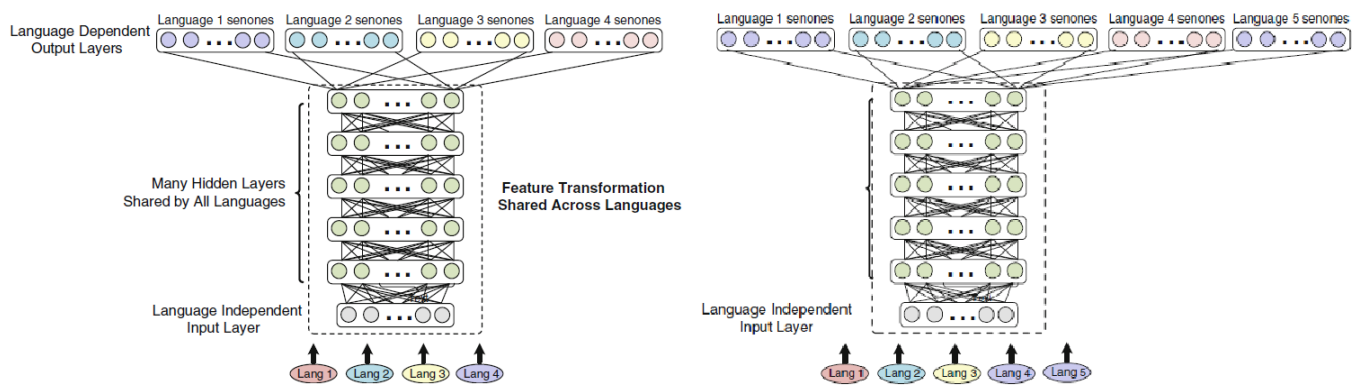 Language Dependent
Output Layers
Language 1 senones
Language 2 senones
Language 3 senones
Language 4 senones
Many Hidden Layers
Shared by All Languages
Feature Transformation
Shared Across Languages
Language Independent
Input Layer
Lang 1
Lang 2
Lang 3
Lang 4
Language 1 senones
Language 2 senones
Language 3 senones
Language 4 senones
Language 5 senones
Language Independent
Input Layer
Lang 1
Lang 2
Lang 3
Lang 4
Lang 5